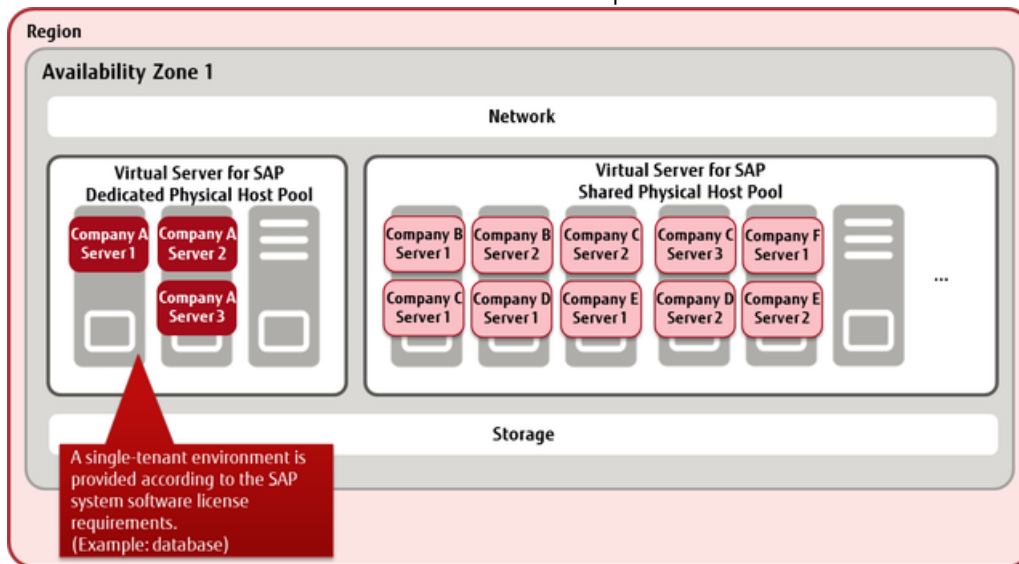 Region
Availability Zone 1
Network
Virtual Server for SAP
Dedicated Physical Host Pool
Company A
Server 1
Company A
Server 2
Company A
Server 3
Virtual Server for SAP
Shared Physical Host Pool
Company B
Server 1
Company B
Server 2
Company C
Server 2
Company C
Server 3
Company F
Server 1
Company C
Server 1
Company D
Server 1
Company E
Server 1
Company D
Server 2
Company E
Server 2
...
Storage
A single-tenant environment is
provided according to the SAP
system software license
requirements.
(Example: database)